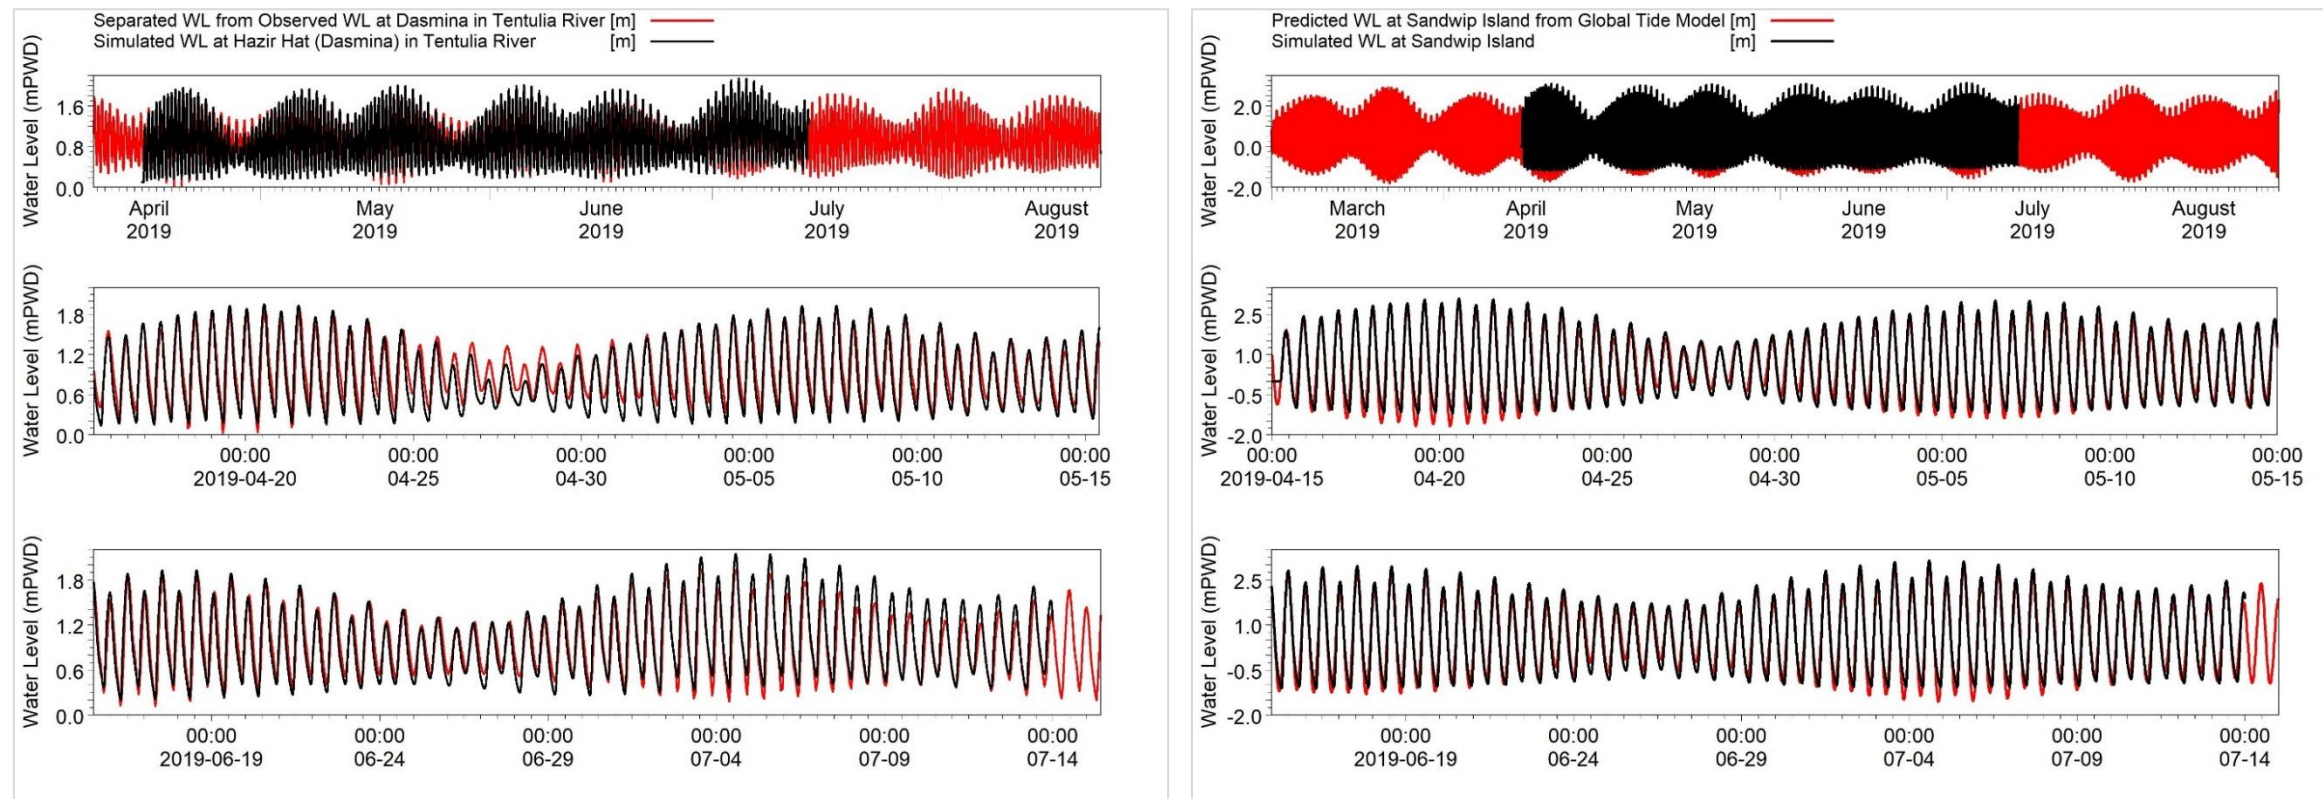 Separated WL from Observed WL at Dasmina in Tentulia River [m]
Simulated WL at Hazir Hat (Dasmina) in Tentulia River [m]
Water Level (mPWD)
1.6
0.8
0.0
April May June July August
2019 2019 2019 2019 2019
Water Level (mPWD)
1.8
1.2
0.6
0.0
00:00 00:00 00:00 00:00 00:00 00:00
2019-04-20 04-25 04-30 05-05 05-10 05-15
Water Level (mPWD)
1.8
1.2
0.6
0.0
00:00 00:00 00:00 00:00 00:00 00:00
2019-06-19 06-24 06-29 07-04 07-09 07-14
Predicted WL at Sandwip Island from Global Tide Model [m]
Simulated WL at Sandwip Island [m]
Water Level (mPWD)
2.0
0.0
-2.0
March April May June July August
2019 2019 2019 2019 2019 2019
Water Level (mPWD)
2.5
1.0
-0.5
-2.0
00:00 00:00 00:00 00:00 00:00 00:00 00:00
2019-04-15 04-20 04-25 04-30 05-05 05-10 05-15
Water Level (mPWD)
2.5
1.0
-0.5
-2.0
00:00 00:00 00:00 00:00 00:00 00:00
2019-06-19 06-24 06-29 07-04 07-09 07-14